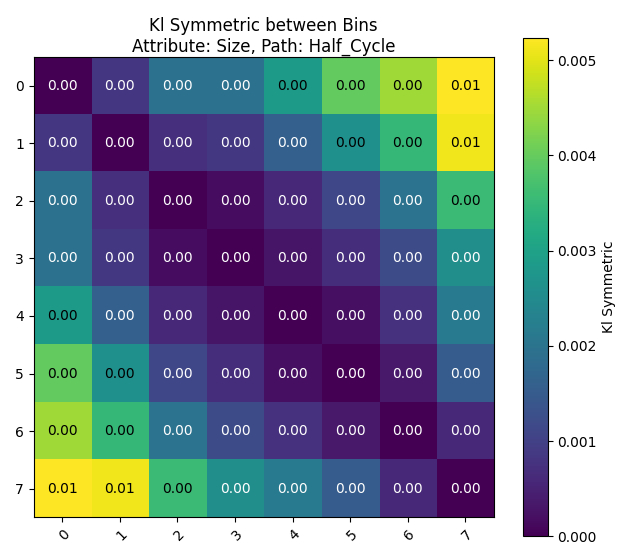 Kl Symmetric between Bins
Attribute: Size, Path: Half_Cycle
0 0.00 0.00 0.00 0.00 0.00 0.00 0.00 0.01
1 0.00 0.00 0.00 0.00 0.00 0.00 0.00 0.01
2 0.00 0.00 0.00 0.00 0.00 0.00 0.00 0.00
3 0.00 0.00 0.00 0.00 0.00 0.00 0.00 0.00
4 0.00 0.00 0.00 0.00 0.00 0.00 0.00 0.00
5 0.00 0.00 0.00 0.00 0.00 0.00 0.00 0.00
6 0.00 0.00 0.00 0.00 0.00 0.00 0.00 0.00
7 0.01 0.01 0.00 0.00 0.00 0.00 0.00 0.00
0 1 2 3 4 5 6 7
0.005
0.004
0.003
0.002
0.001
0.000
Kl Symmetric